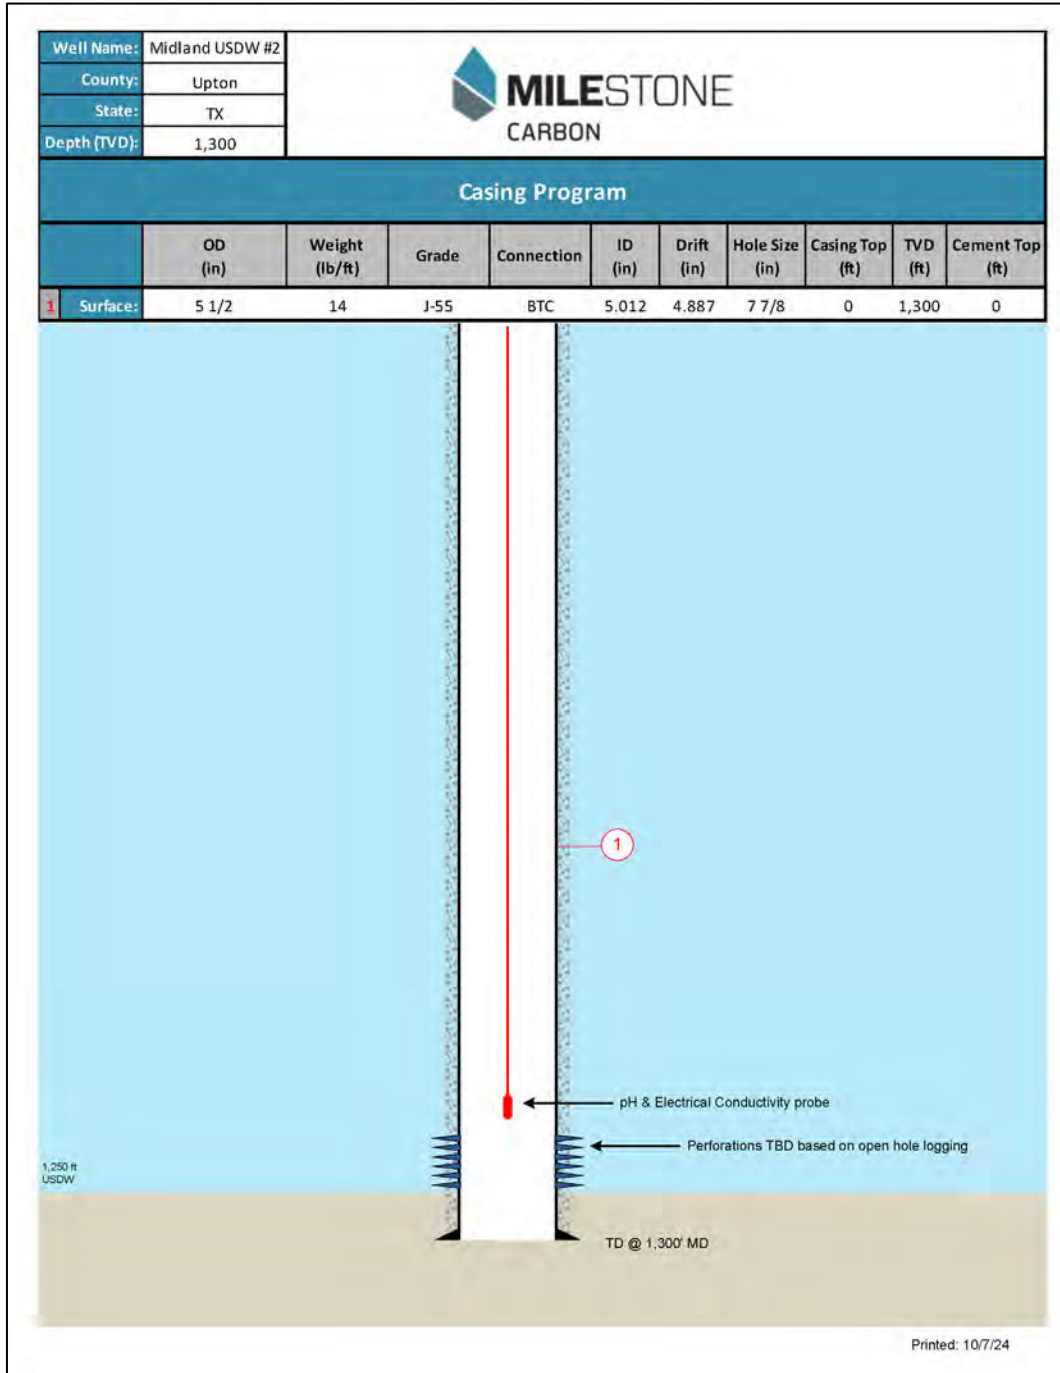 Well Name: Midland USDW #2
County: Upton
State: TX
Depth (TVD): 1,300
MILESTONE
CARBON
Casing Program
OD (in) Weight (lb/ft) Grade Connection ID (in) Drift (in) Hole Size (in) Casing Top (ft) TVD (ft) Cement Top (ft)
1 Surface: 5 1/2 14 J-55 BTC 5.012 4.887 7 7/8 0 1,300 0
1
pH & Electrical Conductivity probe
Perforations TBD based on open hole logging
1,250 ft
USDW
TD @ 1,300' MD
Printed: 10/7/24